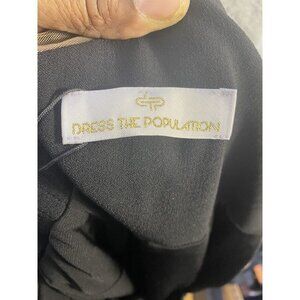 DRESS THE POPULATION